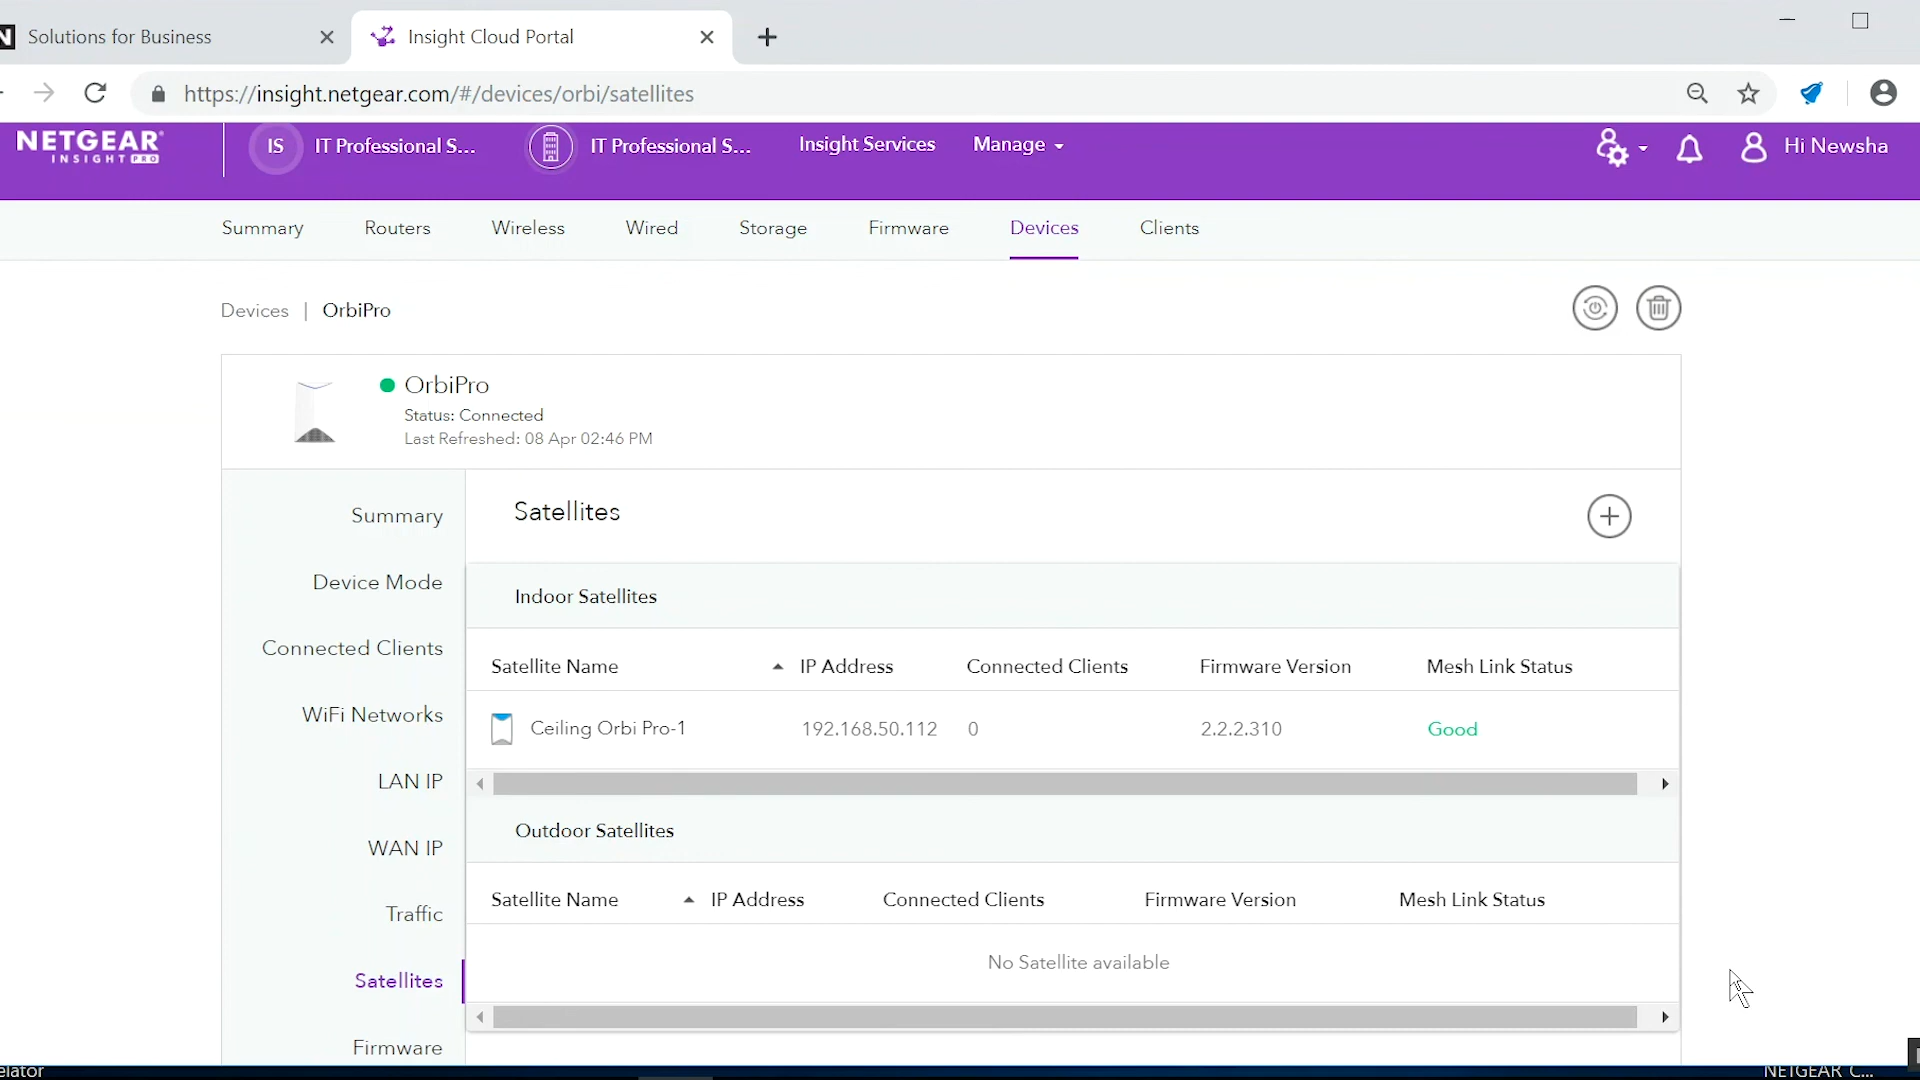 Solutions for Business
Insight Cloud Portal
https://insight.netgear.com/#/devices/orbi/satellites
NETGEAR
INSIGHT PRO
IS
IT Professional S...
IT Professional S...
Insight Services
Manage
Hi Newsha
Summary
Routers
Wireless
Wired
Storage
Firmware
Devices
Clients
Devices | OrbiPro
OrbiPro
Status: Connected
Last Refreshed: 08 Apr 02:46 PM
Summary
Device Mode
Connected Clients
WiFi Networks
LAN IP
WAN IP
Traffic
Satellites
Firmware
Satellites
Indoor Satellites
Satellite Name IP Address Connected Clients Firmware Version Mesh Link Status
Ceiling Orbi Pro-1 192.168.50.112 0 2.2.2.310 Good
Outdoor Satellites
Satellite Name IP Address Connected Clients Firmware Version Mesh Link Status
No Satellite available
elator
NETGEAR C...